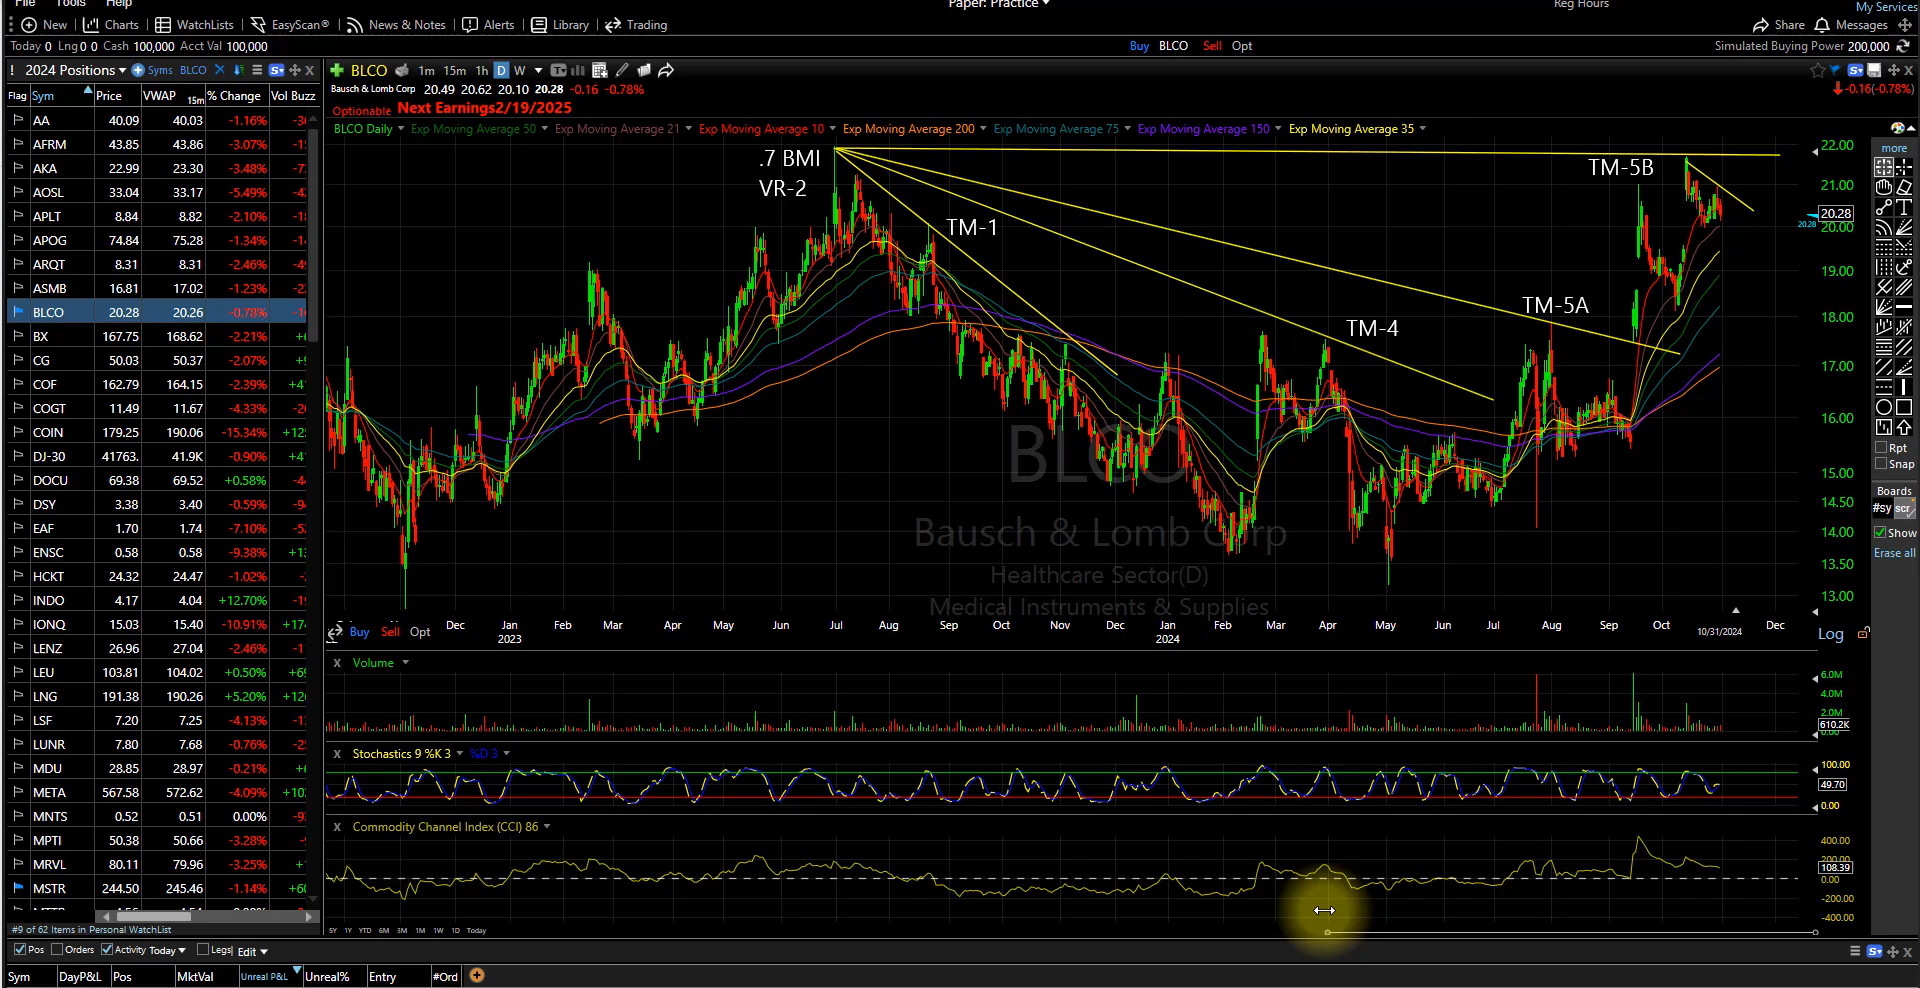 File Tools Help Paper: Practice Reg Hours My Services
New Charts WatchLists EasyScan® News & Notes Alerts Library Trading Share Messages
Today 0 Lng 0 0 Cash 100,000 Acct Val 100,000 Buy BLCO Sell Opt Simulated Buying Power 200,000
! 2024 Positions Syms BLCO X S BLCO 1m 15m 1h D W T S
Flag Sym Price VWAP 15m % Change Vol Buzz
Bausch & Lomb Corp 20.49 20.62 20.10 20.28 -0.16 -0.78% -0.16(-0.78%)
Optionable Next Earnings2/19/2025
BLCO Daily Exp Moving Average 50 Exp Moving Average 21 Exp Moving Average 10 Exp Moving Average 200 Exp Moving Average 75 Exp Moving Average 150 Exp Moving Average 35
AA 40.09 40.03 -1.16%
AFRM 43.85 43.86 -3.07%
AKA 22.99 23.30 -3.48%
AOSL 33.04 33.17 -5.49%
APLT 8.84 8.82 -2.10%
APOG 74.84 75.28 -1.34%
ARQT 8.31 8.31 -2.46%
ASMB 16.81 17.02 -1.23%
BLCO 20.28 20.26 -0.78%
BX 167.75 168.62 -2.21%
CG 50.03 50.37 -2.07%
COF 162.79 164.15 -2.39%
COGT 11.49 11.67 -4.33%
COIN 179.25 190.06 -15.34%
DJ-30 41763. 41.9K -0.90%
DOCU 69.38 69.52 +0.58%
DSY 3.38 3.40 -0.59%
EAF 1.70 1.74 -7.10%
ENSC 0.58 0.58 -9.38%
HCKT 24.32 24.47 -1.02%
INDO 4.17 4.04 +12.70%
IONQ 15.03 15.40 -10.91%
LENZ 26.96 27.04 -2.46%
LEU 103.81 104.02 +0.50%
LNG 191.38 190.26 +5.20%
LSF 7.20 7.25 -4.13%
LUNR 7.80 7.68 -0.76%
MDU 28.85 28.97 -0.21%
META 567.58 572.62 -4.09%
MNTS 0.52 0.51 0.00%
MPTI 50.38 50.66 -3.28%
MRVL 80.11 79.96 -3.25%
MSTR 244.50 245.46 -1.14%
#9 of 62 items in Personal WatchList
.7 BMI
VR-2
TM-1
TM-4
TM-5A
TM-5B
BLCO
Bausch & Lomb Corp
Healthcare Sector(D)
Medical Instruments & Supplies
22.00
21.00
20.28
20.28
20.00
19.00
18.00
17.00
16.00
15.00
14.50
14.00
13.50
13.00
Dec Jan Feb Mar Apr May Jun Jul Aug Sep Oct Nov Dec Jan Feb Mar Apr May Jun Jul Aug Sep Oct 10/31/2024 Dec
2023 2024
Buy Sell Opt Log
X Volume
6.0M
4.0M
2.0M
610.2K
0.00
X Stochastics 9 %K 3 %D 3
100.00
49.70
0.00
X Commodity Channel Index (CCI) 86
400.00
200.00
108.39
0.00
-200.00
-400.00
5Y 1Y YTD 6M 3M 1M 1W 1D Today
more
Rpt
Snap
Boards
#sy scr
Show
Erase all
Pos Orders Activity Today Legs| Edit
Sym DayP&L Pos MktVal Unreal P&L Unreal% Entry #Ord